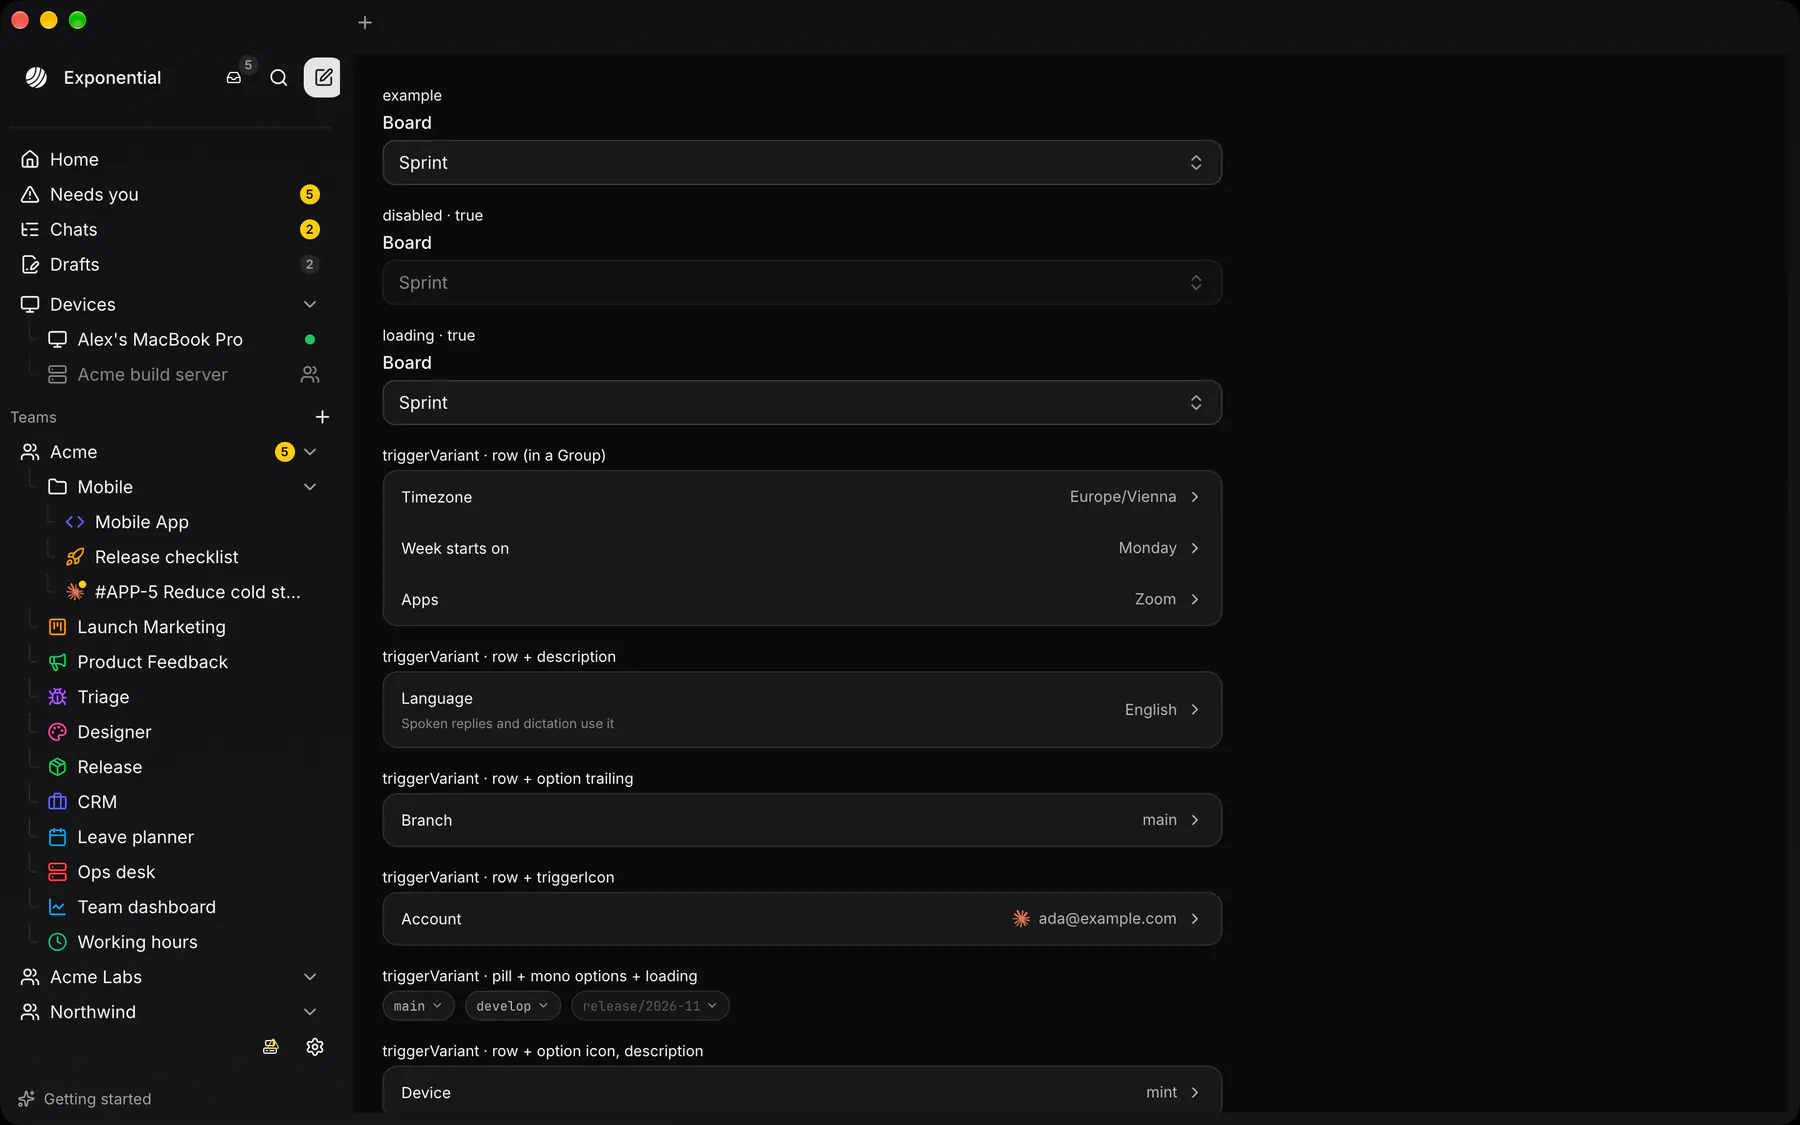 Exponential
5
Home
Needs you
5
Chats
2
Drafts
2
Devices
Alex's MacBook Pro
Acme build server
Teams
Acme
5
Mobile
Mobile App
Release checklist
#APP-5 Reduce cold st...
Launch Marketing
Product Feedback
Triage
Designer
Release
CRM
Leave planner
Ops desk
Team dashboard
Working hours
Acme Labs
Northwind
Getting started
example
Board
Sprint
disabled · true
Board
Sprint
loading · true
Board
Sprint
triggerVariant · row (in a Group)
Timezone
Europe/Vienna
Week starts on
Monday
Apps
Zoom
triggerVariant · row + description
Language
Spoken replies and dictation use it
English
triggerVariant · row + option trailing
Branch
main
triggerVariant · row + triggerIcon
Account
ada@example.com
triggerVariant · pill + mono options + loading
main
develop
release/2026-11
triggerVariant · row + option icon, description
Device
mint